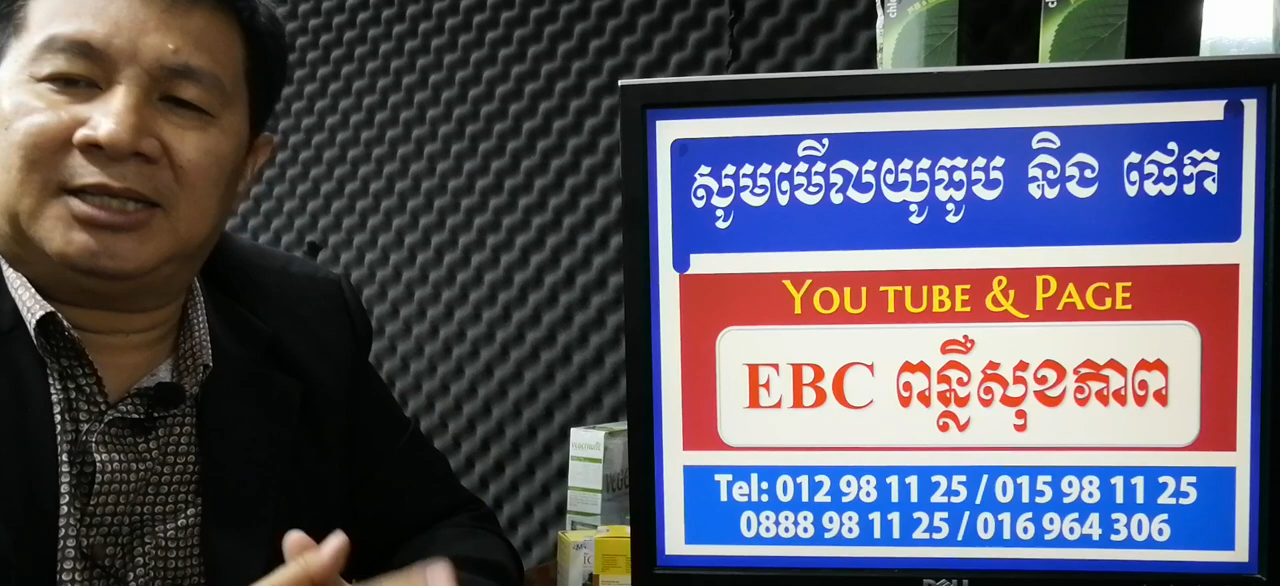 សូមមើលយូធូប និង ផេក
YOU TUBE & PAGE
EBC ពន្លឺសុខភាព
Tel: 012 98 11 25 / 015 98 11 25
0888 98 11 25 / 016 964 306